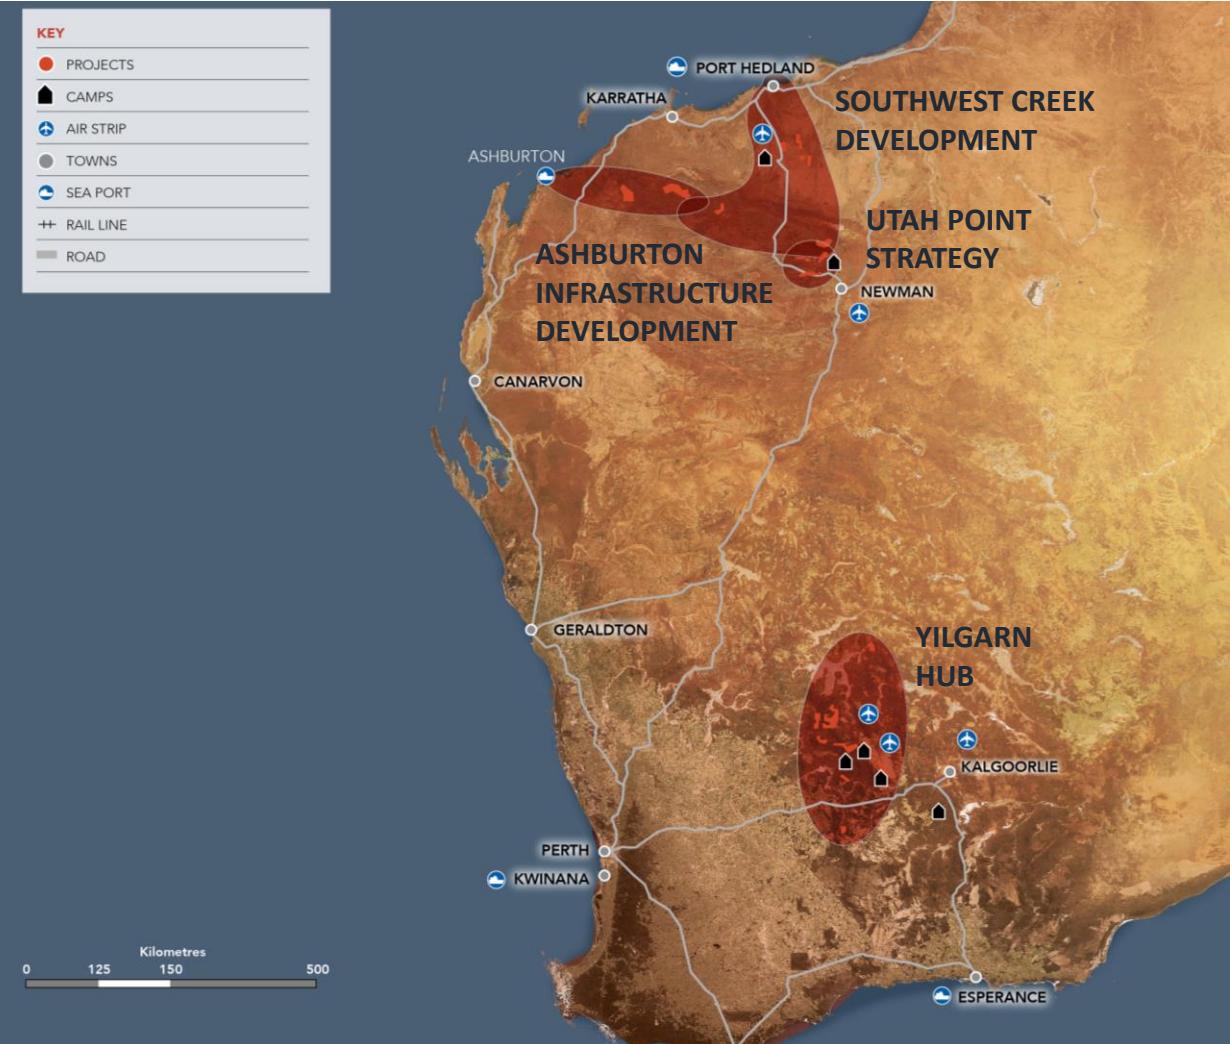 KEY
PROJECTS
CAMPS
AIR STRIP
TOWNS
SEA PORT
RAIL LINE
ROAD
PORT HEDLAND
KARRATHA
SOUTHWEST CREEK
DEVELOPMENT
ASHBURTON
UTAH POINT
STRATEGY
ASHBURTON
INFRASTRUCTURE
DEVELOPMENT
NEWMAN
CANARVON
GERALDTON
YILGARN
HUB
KALGOORLIE
PERTH
KWINANA
Kilometres
0 125 150 500
ESPERANCE